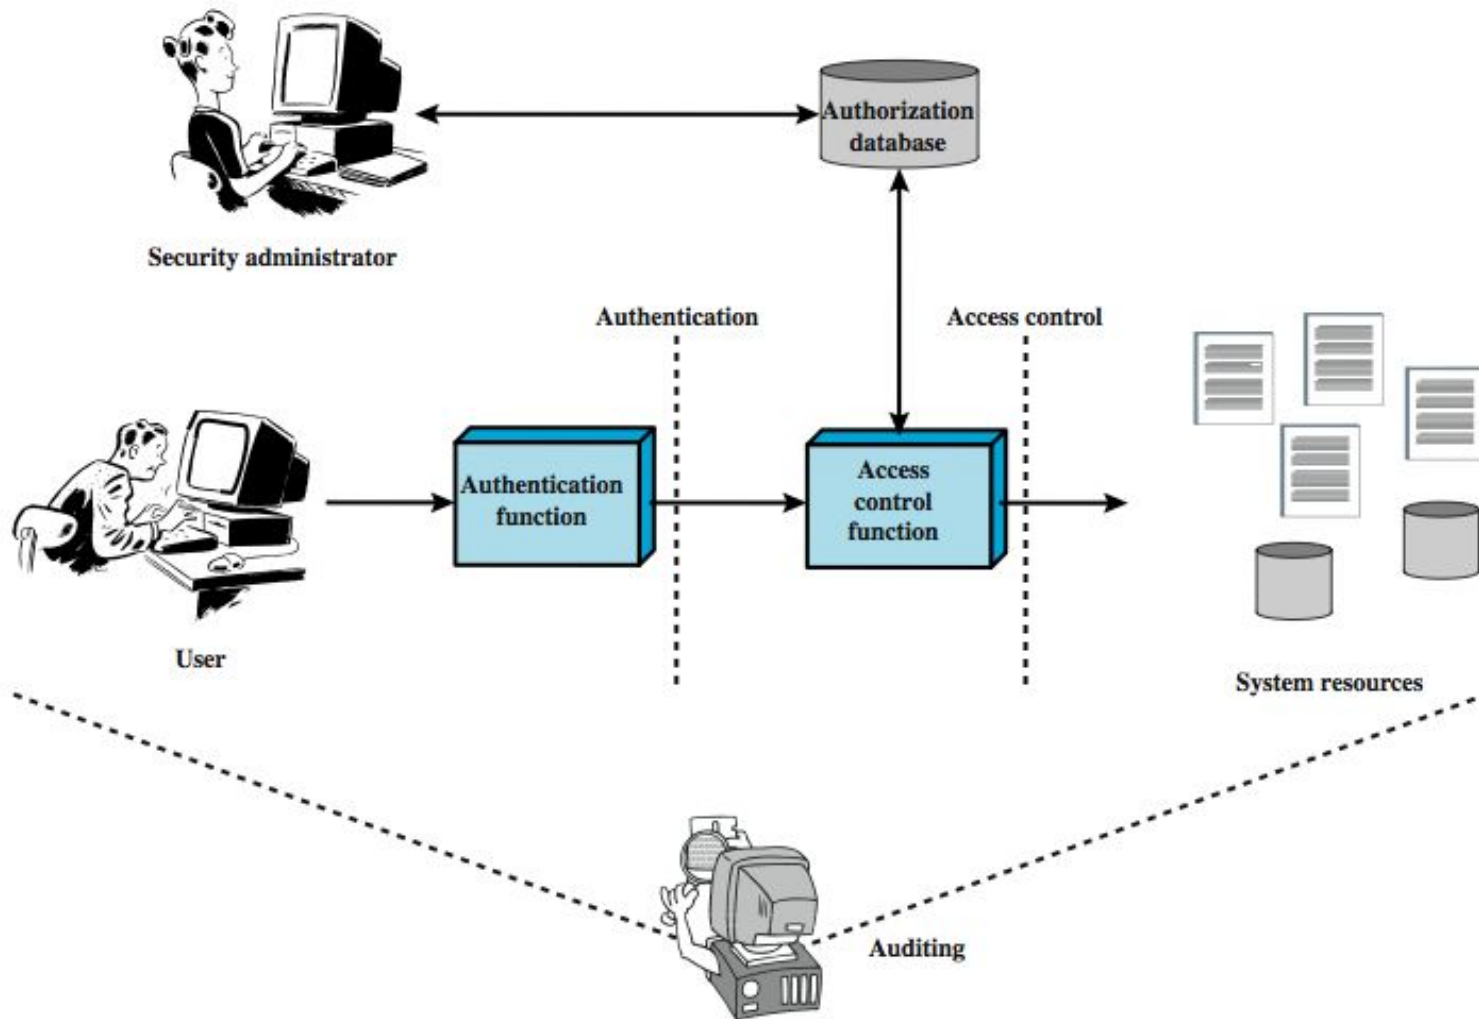 Authorization
database
Security administrator
Authentication
Access control
Authentication
function
Access
control
function
User
System resources
Auditing